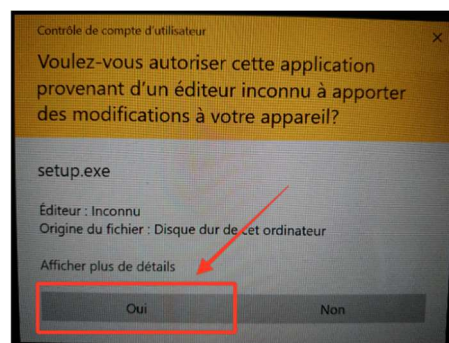 Contrôle de compte d'utilisateur
Voulez-vous autoriser cette application
provenant d'un éditeur inconnu à apporter
des modifications à votre appareil?
setup.exe
Éditeur : Inconnu
Origine du fichier : Disque dur de cet ordinateur
Afficher plus de détails
Oui
Non